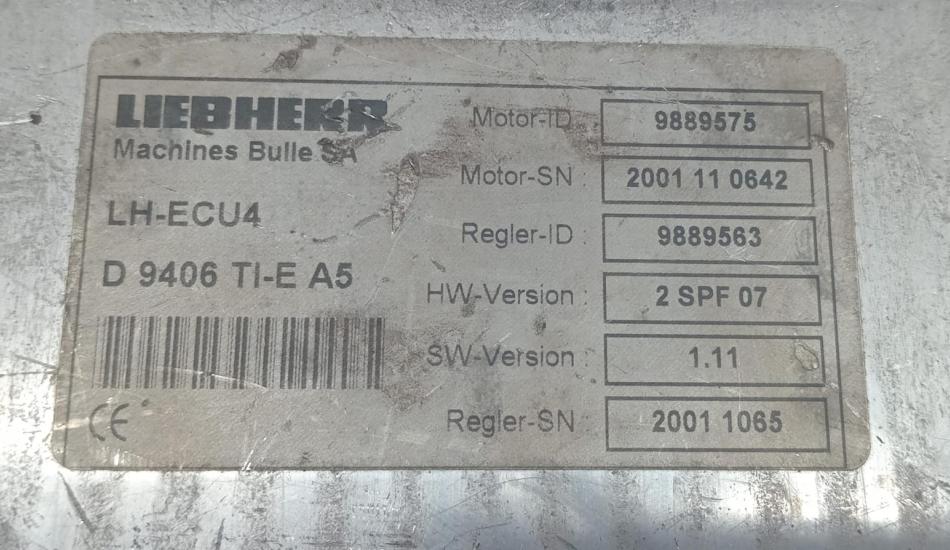 LIEBHERR
Machines Bulle SA
LH-ECU4
D 9406 TI-E A5
CE
Motor-ID : 9889575
Motor-SN : 2001 11 0642
Regler-ID : 9889563
HW-Version : 2 SPF 07
SW-Version : 1.11
Regler-SN : 2001 1065